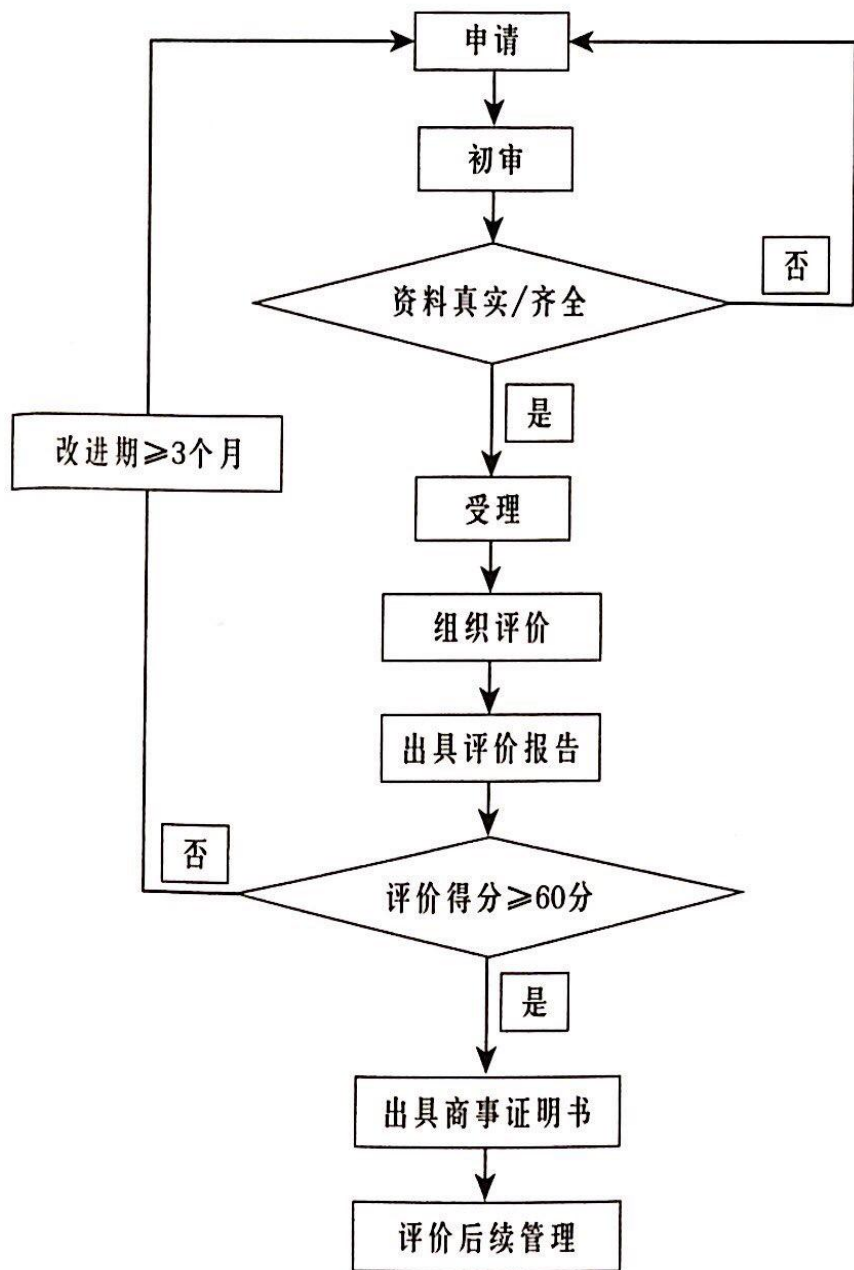 申请
初审
资料真实/齐全
否
是
改进期≥3个月
受理
组织评价
出具评价报告
否
评价得分≥60分
是
出具商事证明书
评价后续管理